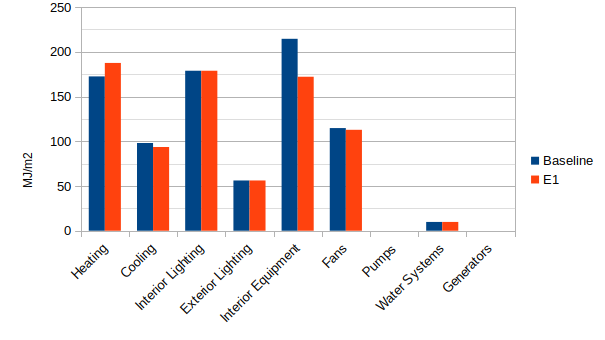 250
200
150
100
50
0
MJ/m2
Heating
Cooling
Interior Lighting
Exterior Lighting
Interior Equipment
Fans
Pumps
Water Systems
Generators
Baseline
E1